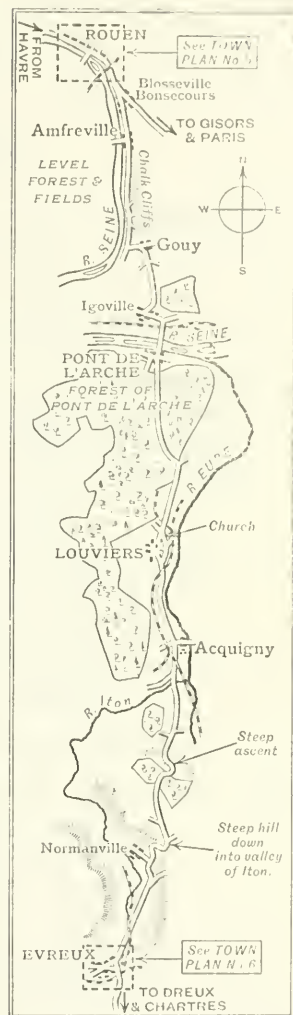 FROM
HAVRE
ROUEN
See TOWN
PLAN No. 5
Blosseville
Bonsecours
TO GISORS
& PARIS
Amfreville
LEVEL
FOREST &
FIELDS
R. SEINE
Chalk Cliffs
N
W
E
S
Gouy
Igoville
R. SEINE
PONT DE
L'ARCHE
FOREST OF
PONT DE L'ARCHE
R. EURE
Church
LOUVIERS
Acquigny
R. Iton
Steep
ascent
Steep hill
down
into valley
of Iton.
Normanville
EVREUX
See TOWN
PLAN No. 6
TO DREUX
& CHARTRES